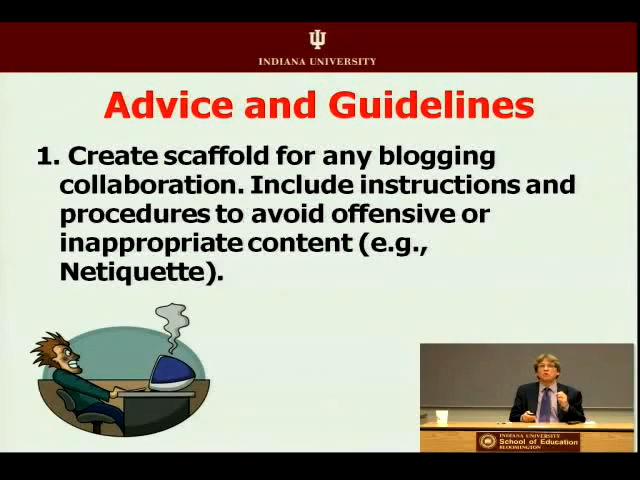 INDIANA UNIVERSITY
Advice and Guidelines
1. Create scaffold for any blogging
collaboration. Include instructions and
procedures to avoid offensive or
inappropriate content (e.g.,
Netiquette).
INDIANA UNIVERSITY
School of Education
BLOOMINGTON